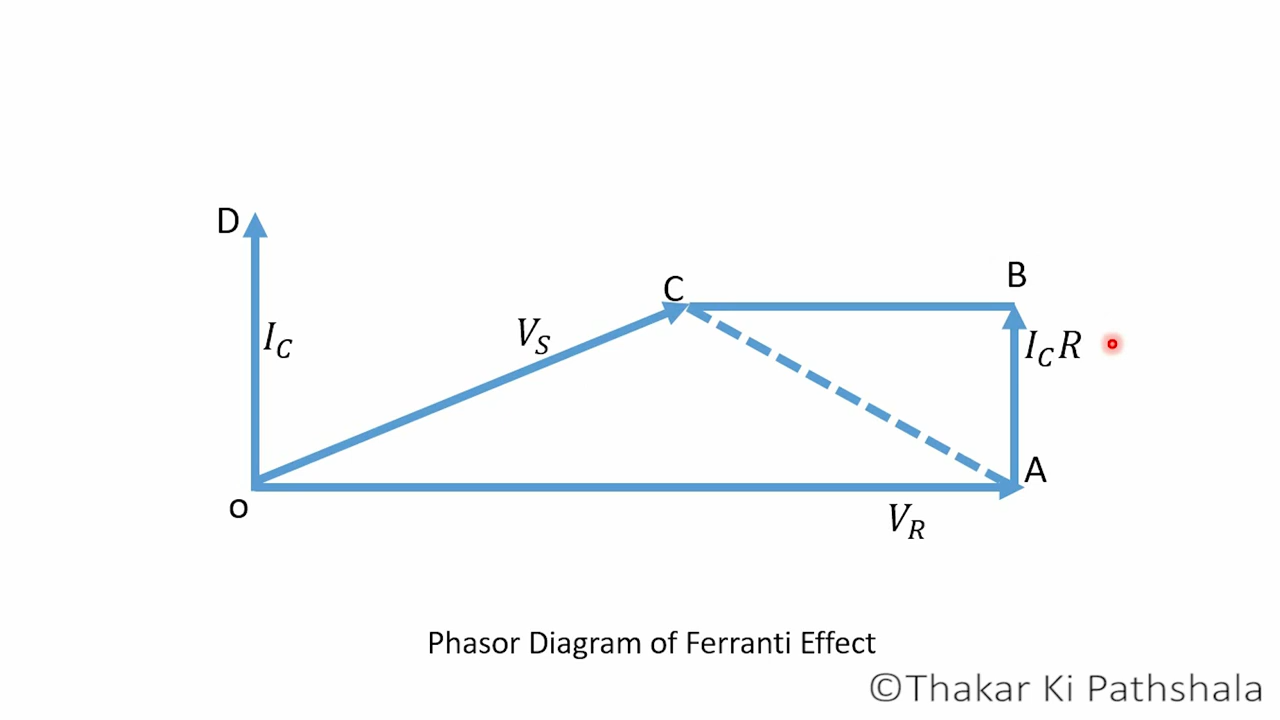 D
C
B
I_C
V_S
I_C R
A
o
V_R
Phasor Diagram of Ferranti Effect
©Thakar Ki Pathshala